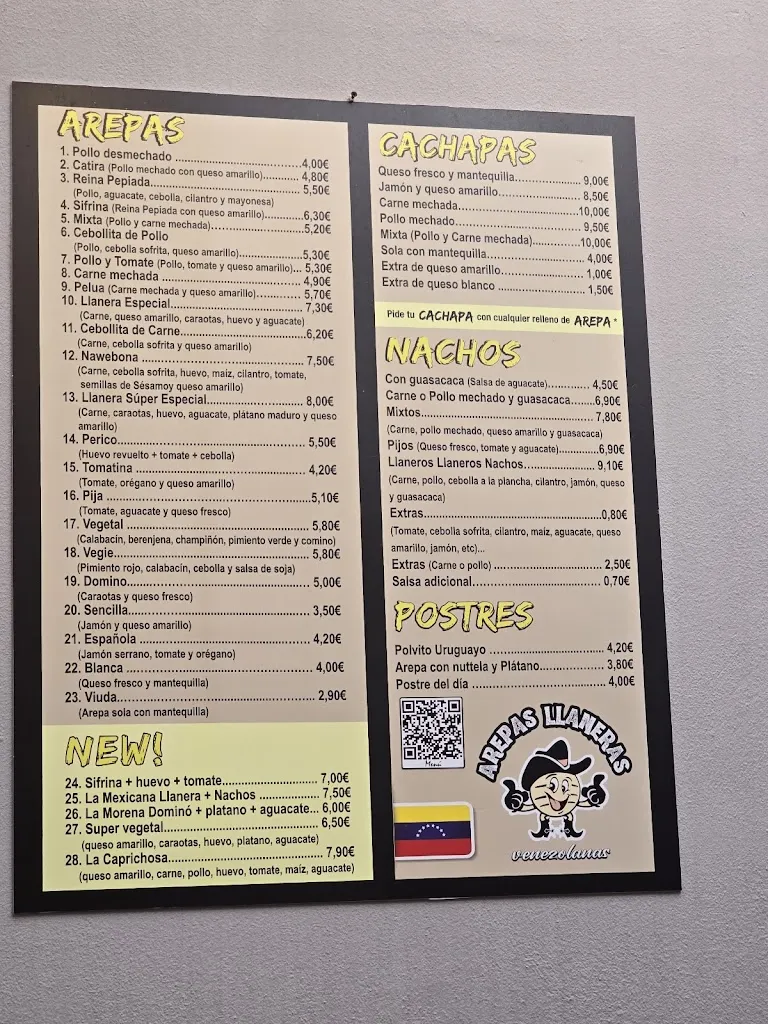 AREPAS
1. Pollo desmechado ..............................4,00€
2. Catira (Pollo mechado con queso amarillo)........... 4,80€
3. Reina Pepiada.......................................... 5,50€
(Pollo, aguacate, cebolla, cilantro y mayonesa)
4. Sifrina (Reina Pepiada con queso amarillo)............6,30€
5. Mixta (Pollo y carne mechada)...........................5,20€
6. Cebollita de Pollo
(Pollo, cebolla sofrita, queso amarillo)..................5,30€
7. Pollo y Tomate (Pollo, tomate y queso amarillo)... 5,30€
8. Carne mechada ........................................ 4,90€
9. Pelua (Carne mechada y queso amarillo)............. 5,70€
10. Llanera Especial...................................... 7,30€
(Carne, queso amarillo, caraotas, huevo y aguacate)
11. Cebollita de Carne...................................6,20€
(Carne, cebolla sofrita y queso amarillo)
12. Nawebona ............................................. 7,50€
(Carne, cebolla sofrita, huevo, maíz, cilantro, tomate,
semillas de Sésamoy queso amarillo)
13. Llanera Súper Especial............................. 8,00€
(Carne, caraotas, huevo, aguacate, plátano maduro y queso
amarillo)
14. Perico.................................................. 5,50€
(Huevo revuelto + tomate + cebolla)
15. Tomatina .............................................. 4,20€
(Tomate, orégano y queso amarillo)
16. Pija .....................................................5,10€
(Tomate, aguacate y queso fresco)
17. Vegetal ................................................ 5,80€
(Calabacín, berenjena, champiñón, pimiento verde y comino)
18. Vegie................................................... 5,80€
(Pimiento rojo, calabacín, cebolla y salsa de soja)
19. Domino................................................ 5,00€
(Caraotas y queso fresco)
20. Sencilla................................................ 3,50€
(Jamón y queso amarillo)
21. Española .............................................. 4,20€
(Jamón serrano, tomate y orégano)
22. Blanca ................................................. 4,00€
(Queso fresco y mantequilla)
23. Viuda................................................... 2,90€
(Arepa sola con mantequilla)
NEW!
24. Sifrina + huevo + tomate........................... 7,00€
25. La Mexicana Llanera + Nachos ................... 7,50€
26. La Morena Dominó + platano + aguacate... 6,00€
27. Super vegetal.......................................... 6,50€
(queso amarillo, caraotas, huevo, platano, aguacate)
28. La Caprichosa.......................................... 7,90€
(queso amarillo, carne, pollo, huevo, tomate, maíz, aguacate)
CACHAPAS
Queso fresco y mantequilla..................... 9,00€
Jamón y queso amarillo......................... 8,50€
Carne mechada...................................10,00€
Pollo mechado.................................... 9,50€
Mixta (Pollo y Carne mechada)..............10,00€
Sola con mantequilla............................ 4,00€
Extra de queso amarillo........................ 1,00€
Extra de queso blanco .......................... 1,50€
Pide tu CACHAPA con cualquier relleno de AREPA *
NACHOS
Con guasacaca (Salsa de aguacate)............. 4,50€
Carne o Pollo mechado y guasacaca.......6,90€
Mixtos............................................... 7,80€
(Carne, pollo mechado, queso amarillo y guasacaca)
Pijos (Queso fresco, tomate y aguacate)............6,90€
Llaneros Llaneros Nachos...................... 9,10€
(Carne, pollo, cebolla a la plancha, cilantro, jamón, queso
y guasacaca)
Extras................................................0,80€
(Tomate, cebolla sofrita, cilantro, maíz, aguacate, queso
amarillo, jamón, etc)...
Extras (Carne o pollo) ............................... 2,50€
Salsa adicional.................................... 0,70€
POSTRES
Polvito Uruguayo ................................ 4,20€
Arepa con nuttela y Plátano................... 3,80€
Postre del día ..................................... 4,00€
Menú
AREPAS LLANERAS
venezolanas